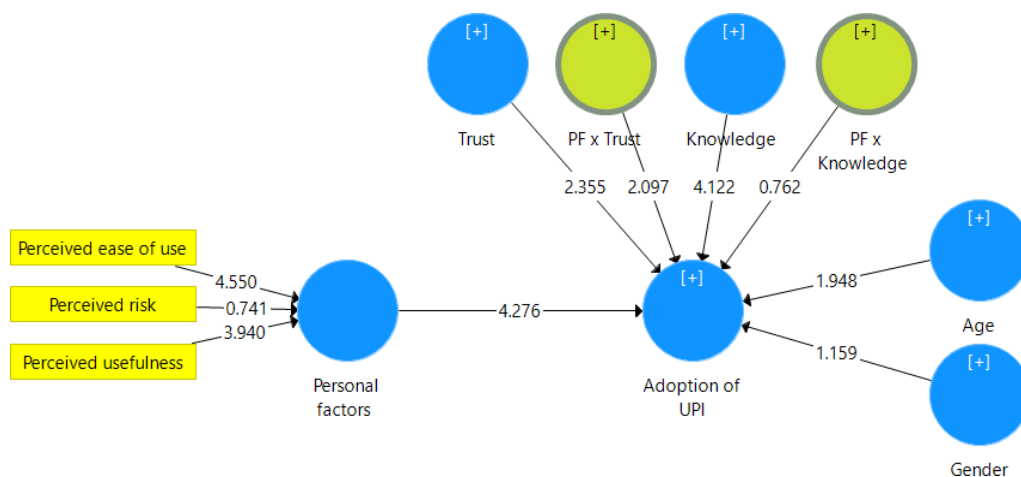 [+]
[+]
[+]
[+]
Trust
PF x Trust
Knowledge
PF x
Knowledge
2.355
2.097
4.122
0.762
Perceived ease of use
4.550
Perceived risk
0.741
Perceived usefulness
3.940
Personal
factors
4.276
[+]
Adoption of
UPI
[+]
1.948
Age
[+]
1.159
Gender